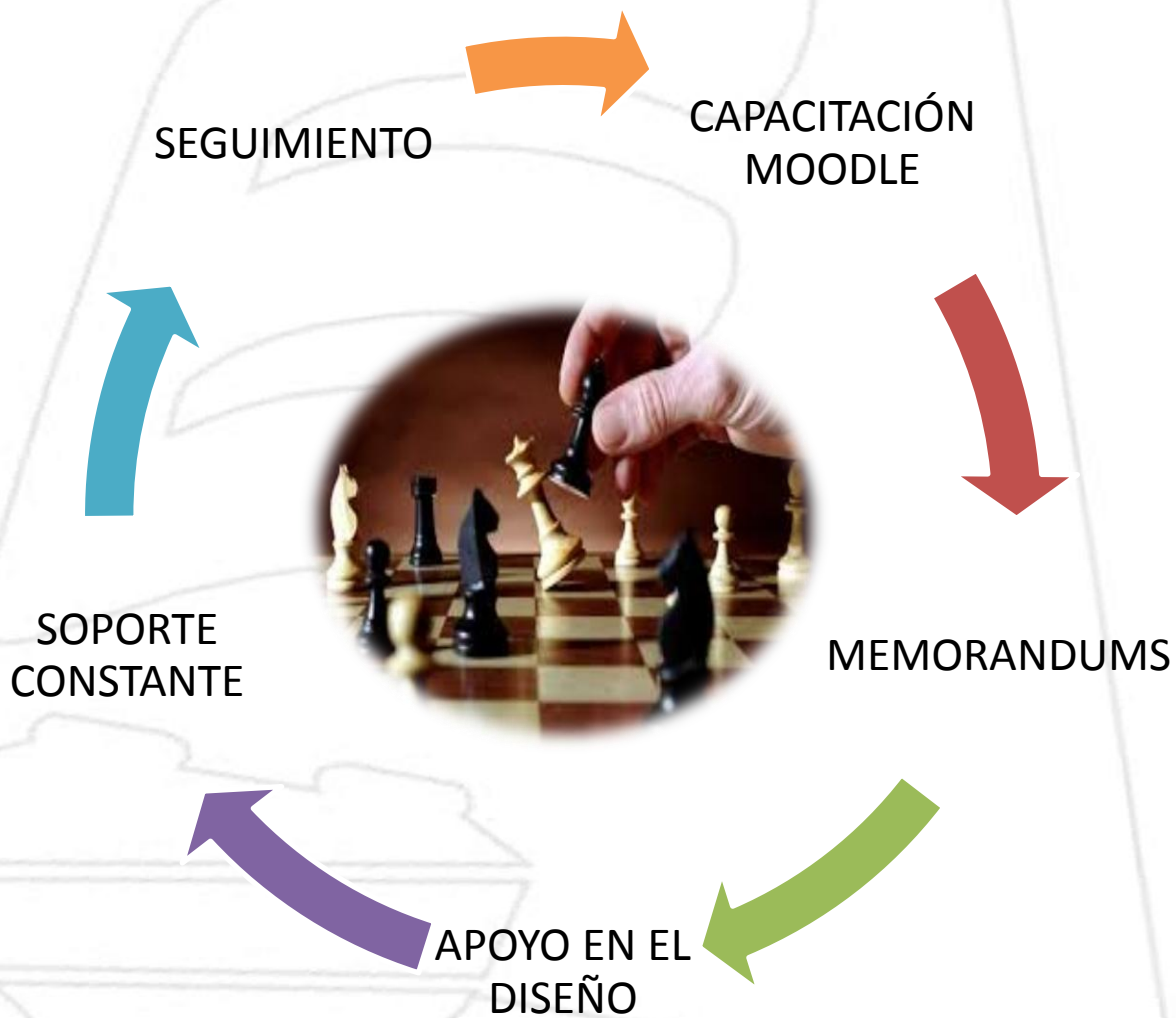 SEGUIMIENTO
CAPACITACIÓN
MOODLE
MEMORANDUMS
APOYO EN EL
DISEÑO
SOPORTE
CONSTANTE